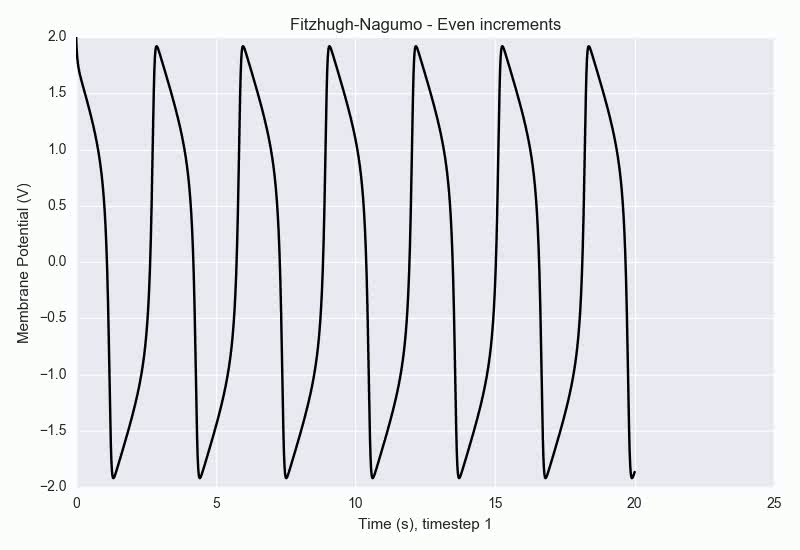 Fitzhugh-Nagumo - Even increments
2.0
1.5
1.0
0.5
0.0
−0.5
−1.0
−1.5
−2.0
Membrane Potential (V)
0 5 10 15 20 25
Time (s), timestep 1